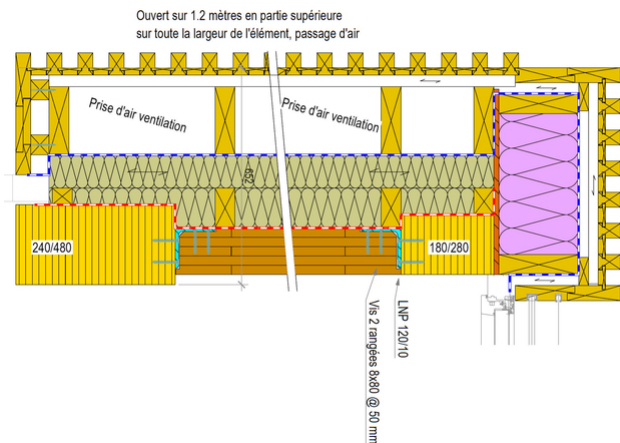 Ouvert sur 1.2 mètres en partie supérieure
sur toute la largeur de l'élément, passage d'air
Prise d'air ventilation
Prise d'air ventilation
652
240/480
180/280
LNP 120/10
Vis 2 rangées 8x80 @ 50 mm